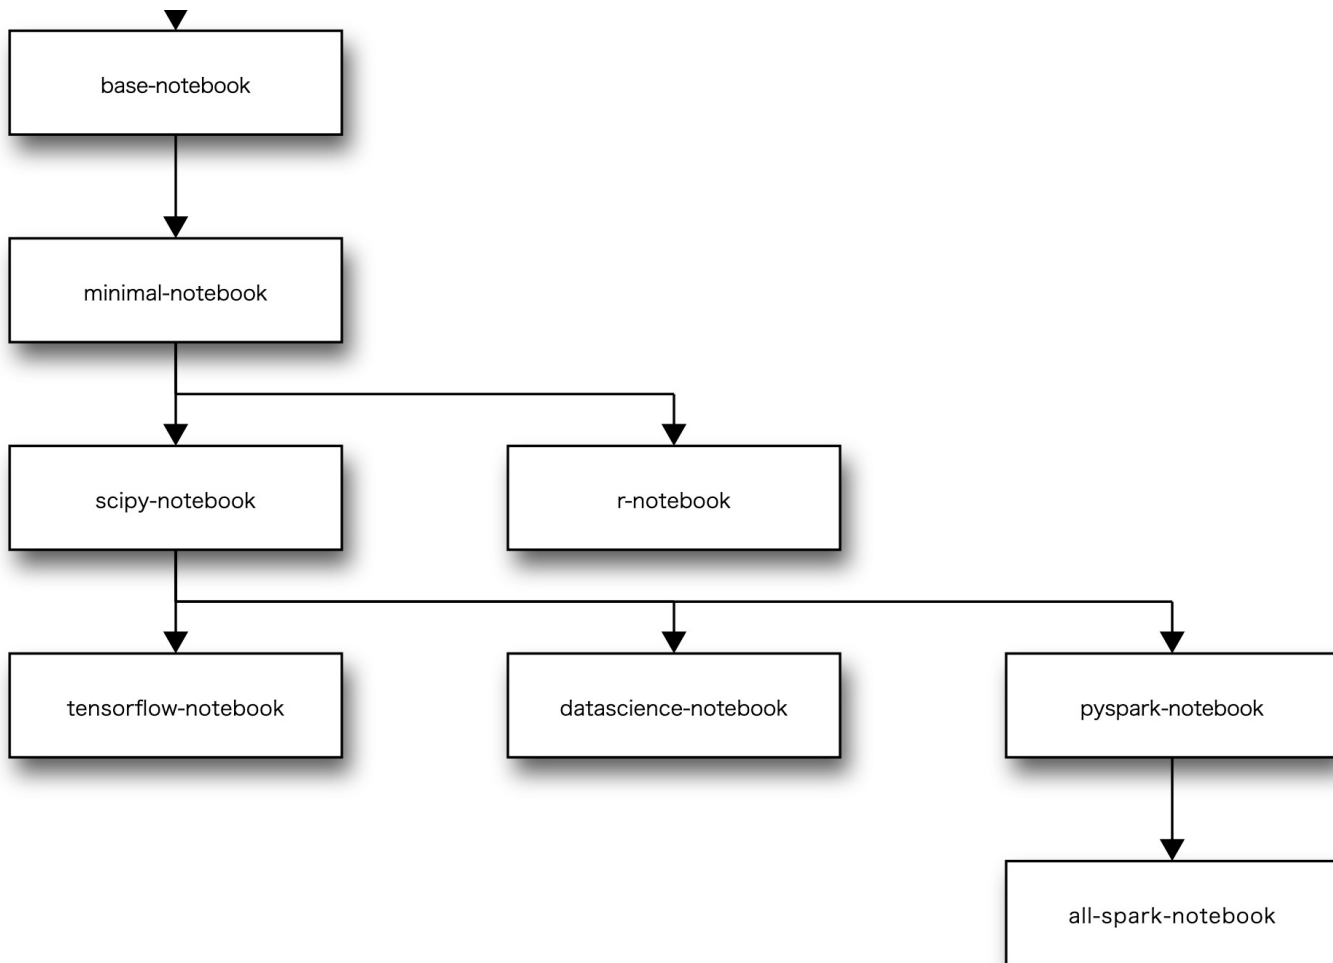 base-notebook
minimal-notebook
scipy-notebook
r-notebook
tensorflow-notebook
datascience-notebook
pyspark-notebook
all-spark-notebook